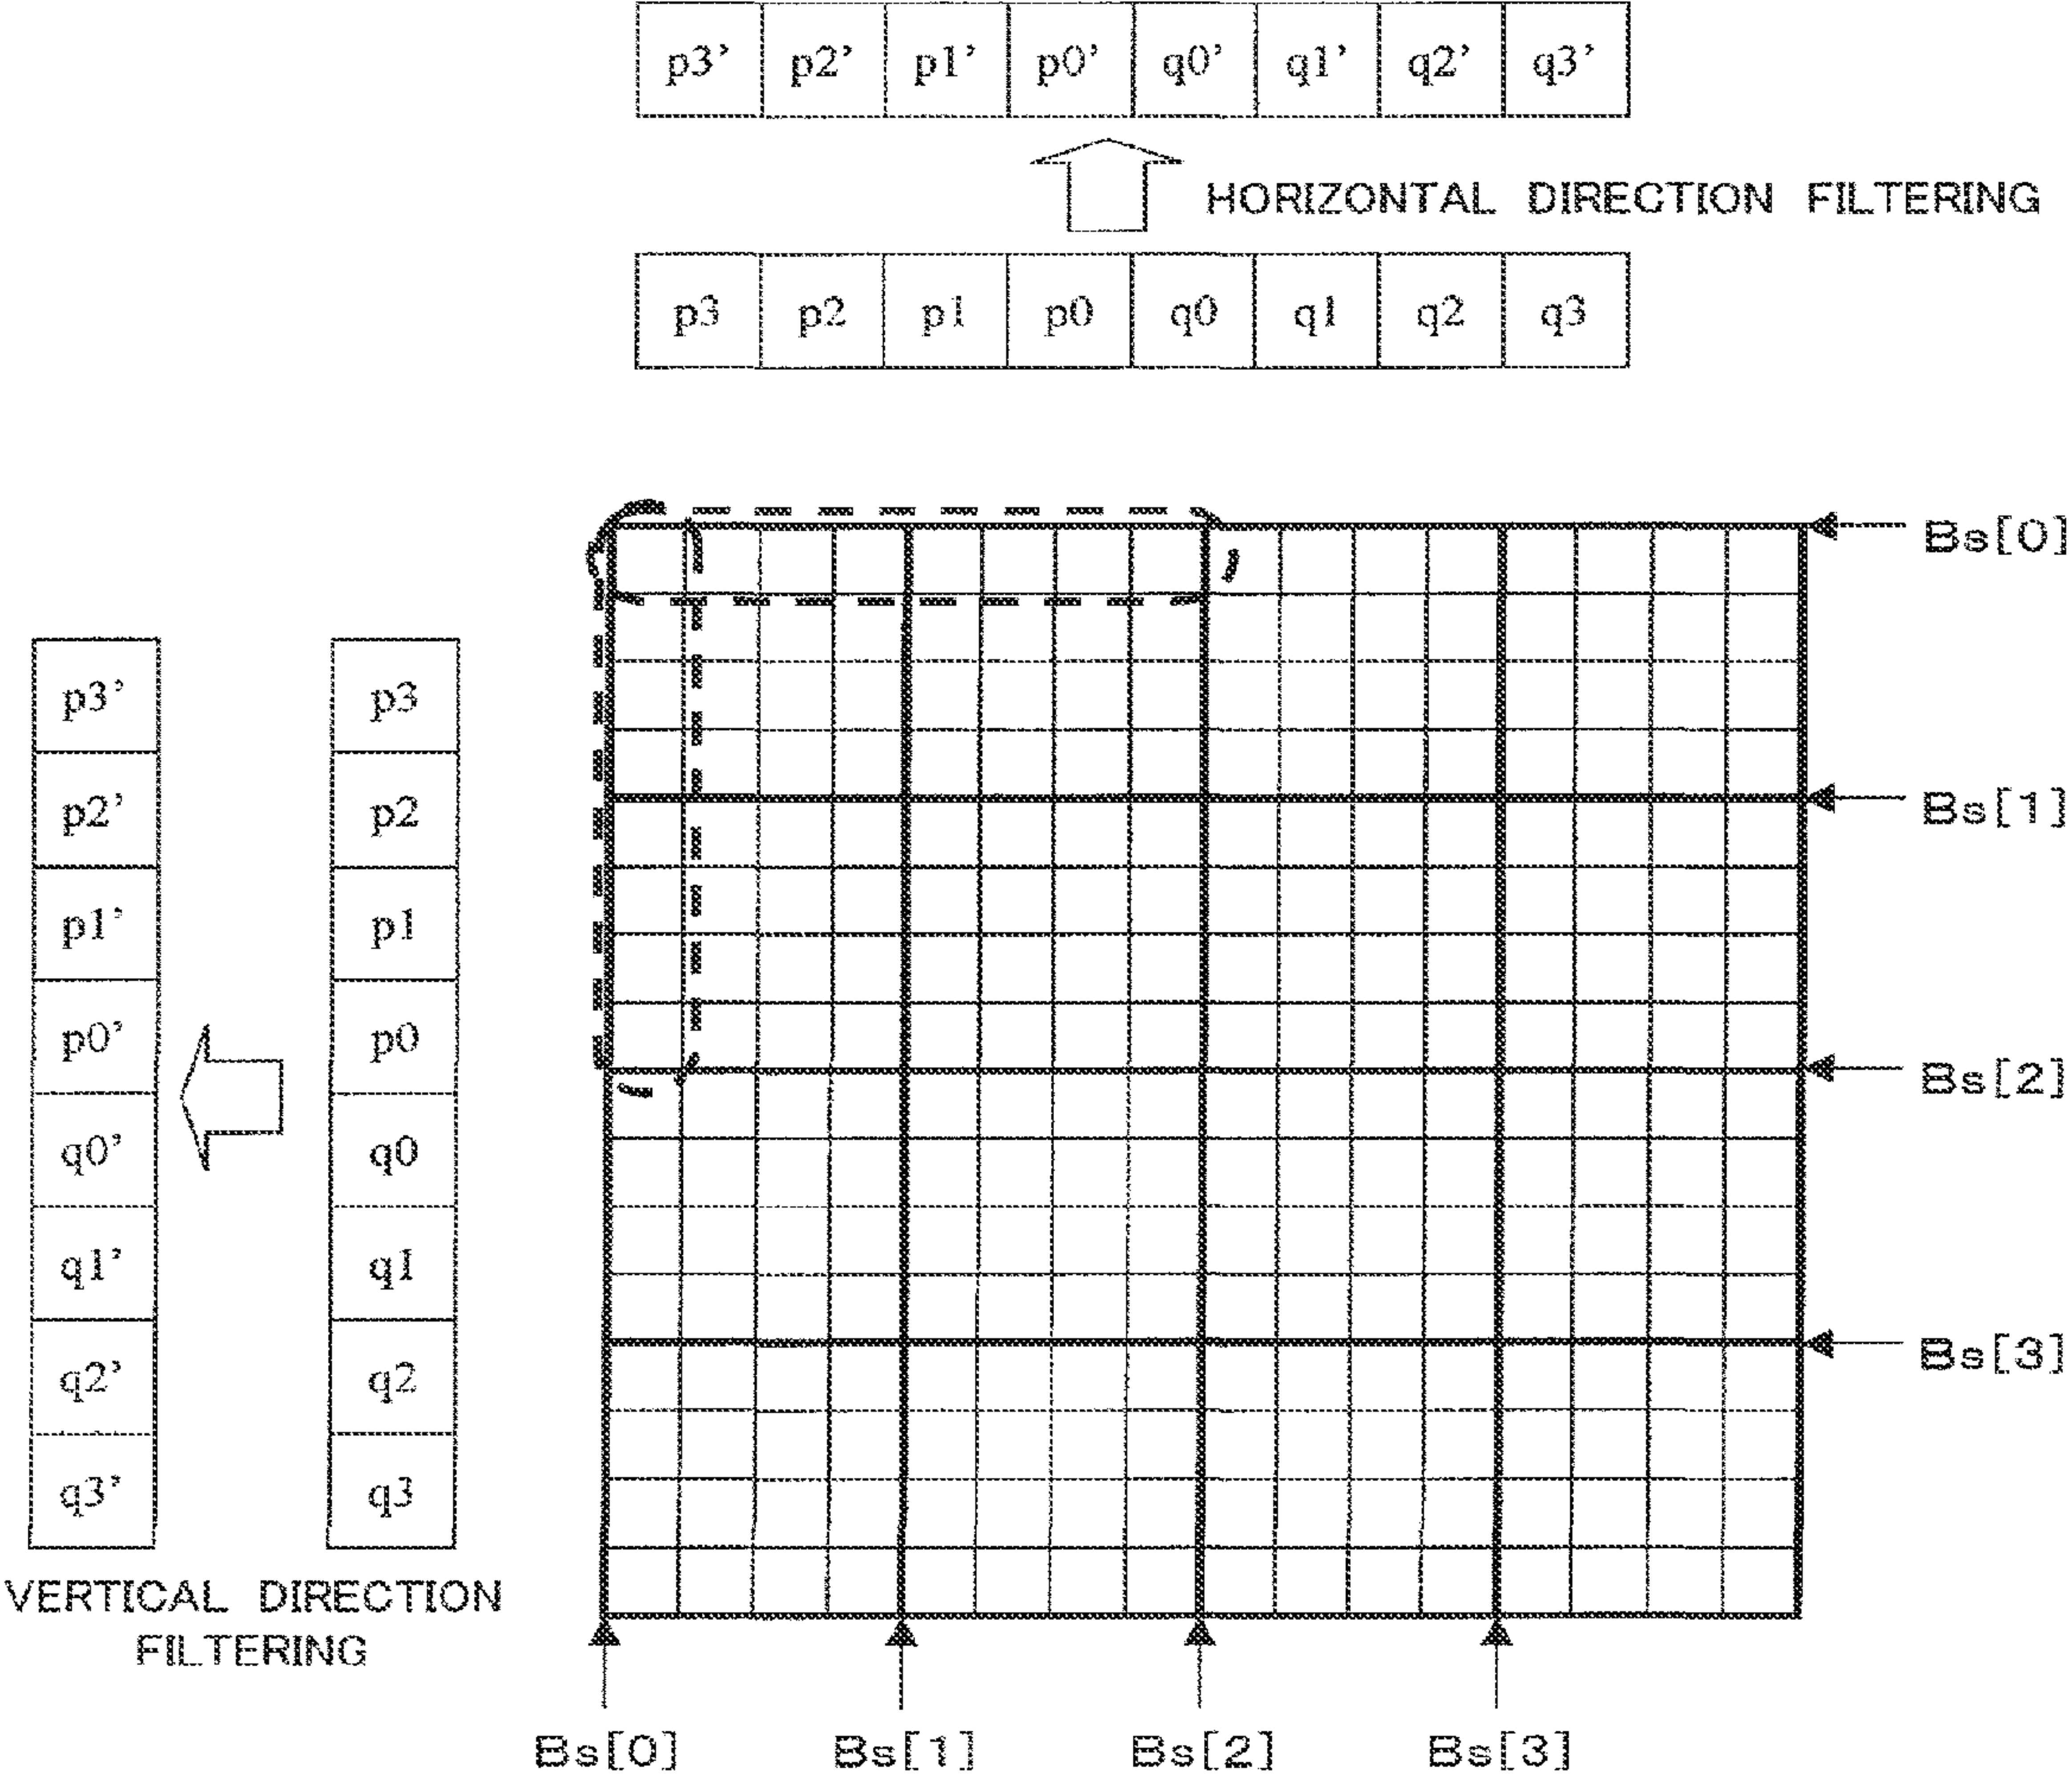 p3’ p2’ p1’ p0’ q0’ q1’ q2’ q3’
HORIZONTAL DIRECTION FILTERING
p3 p2 p1 p0 q0 q1 q2 q3
Bs[0]
Bs[1]
Bs[2]
Bs[3]
p3’ p3
p2’ p2
p1’ p1
p0’ p0
q0’ q0
q1’ q1
q2’ q2
q3’ q3
VERTICAL DIRECTION
FILTERING
Bs[0] Bs[1] Bs[2] Bs[3]